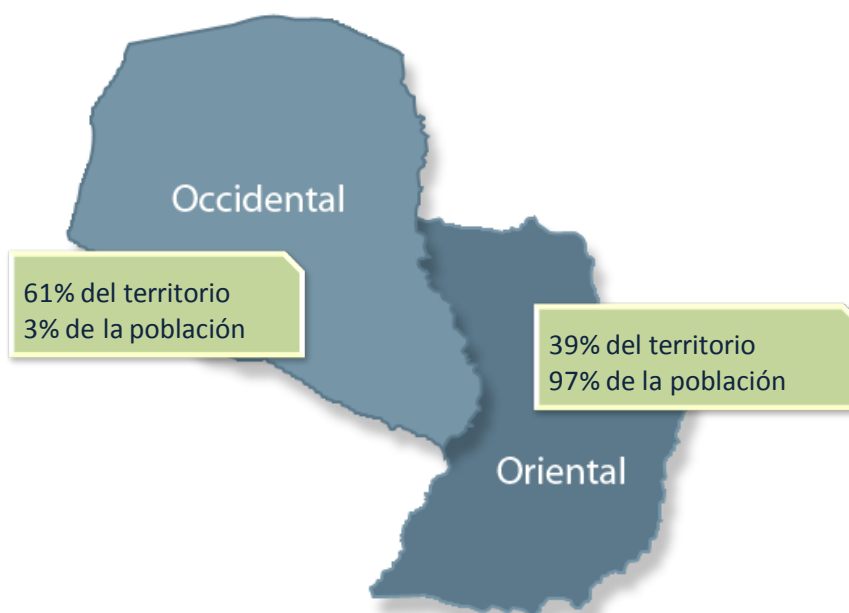 Occidental
61% del territorio
3% de la población
39% del territorio
97% de la población
Oriental